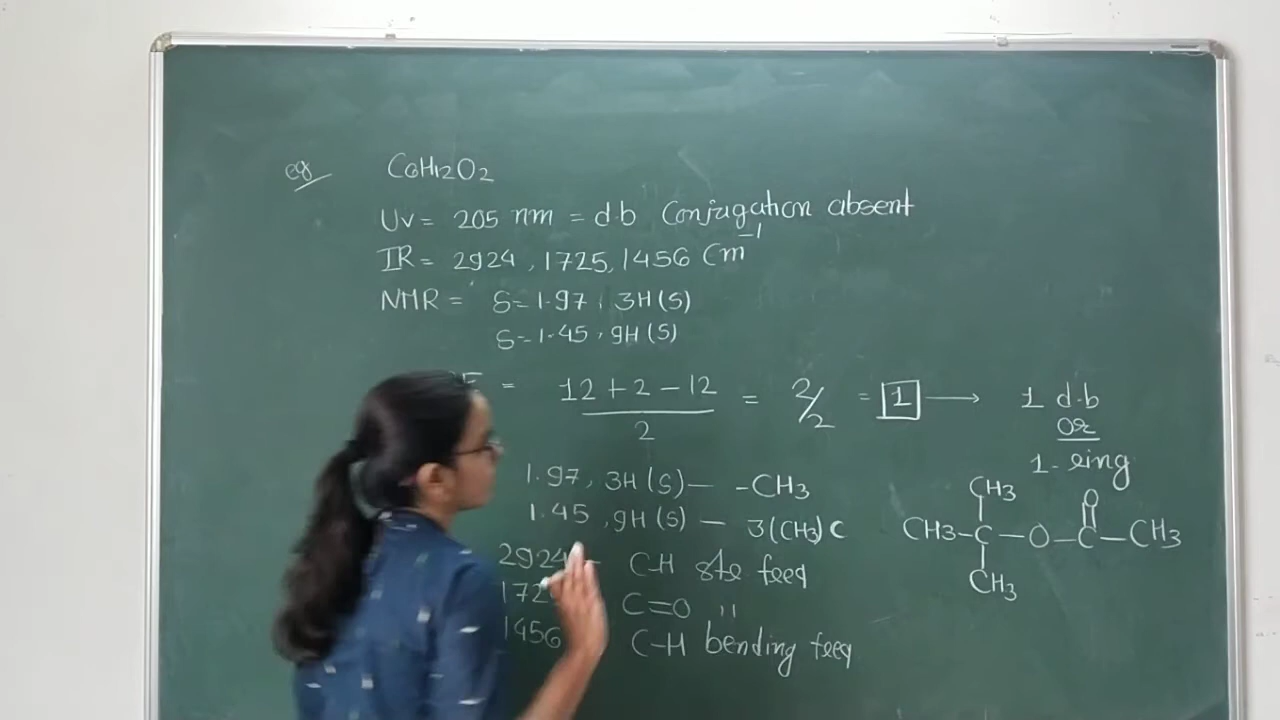 eg C6H12O2
UV = 205 nm = d.b Conjugation absent
IR = 2924, 1725, 1456 Cm-1
NMR = δ=1.97, 3H(S)
δ=1.45, 9H(S)
= 12+2-12 / 2 = 2/2 = 1 → 1 d.b
Or
1-ring
1.97, 3H(S) — -CH3
1.45, 9H(S) — 3(CH3)C
2924 - C-H str freq
172 C=O "
1456 C-H bending freq
CH3
O
CH3-C-O-C-CH3
CH3